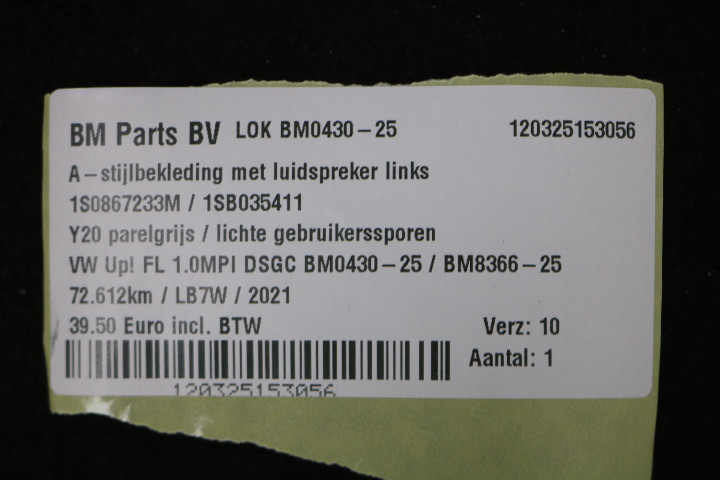 BM Parts BV LOK BM0430-25 120325153056
A-stijlbekleding met luidspreker links
1S0867233M / 1SB035411
Y20 parelgrijs / lichte gebruikerssporen
VW Up! FL 1.0MPI DSGC BM0430-25 / BM8366-25
72.612km / LB7W / 2021
39.50 Euro incl. BTW Verz: 10
Aantal: 1
120325153056